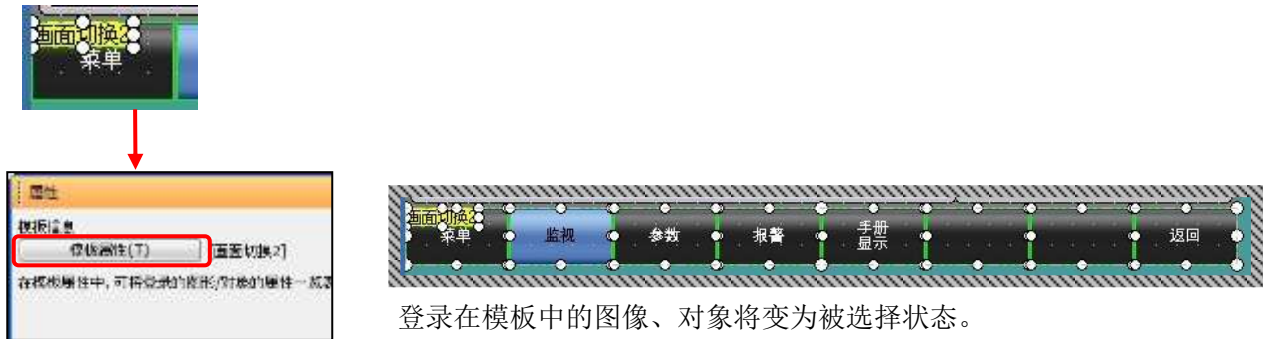 画面切换2
菜单
属性
模板信息
模板属性(T) [画面切换2]
在模板属性中，可将登录的图形/对象的属性一览表
画面切换2
菜单 监视 参数 报警 手册 返回
显示
登录在模板中的图像、对象将变为被选择状态。